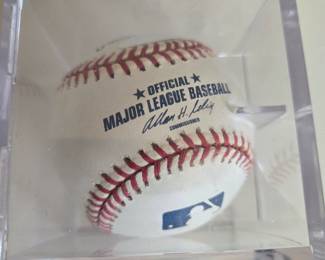 ★ OFFICIAL ★
MAJOR LEAGUE BASEBALL
Allan H. Selig
COMMISSIONER